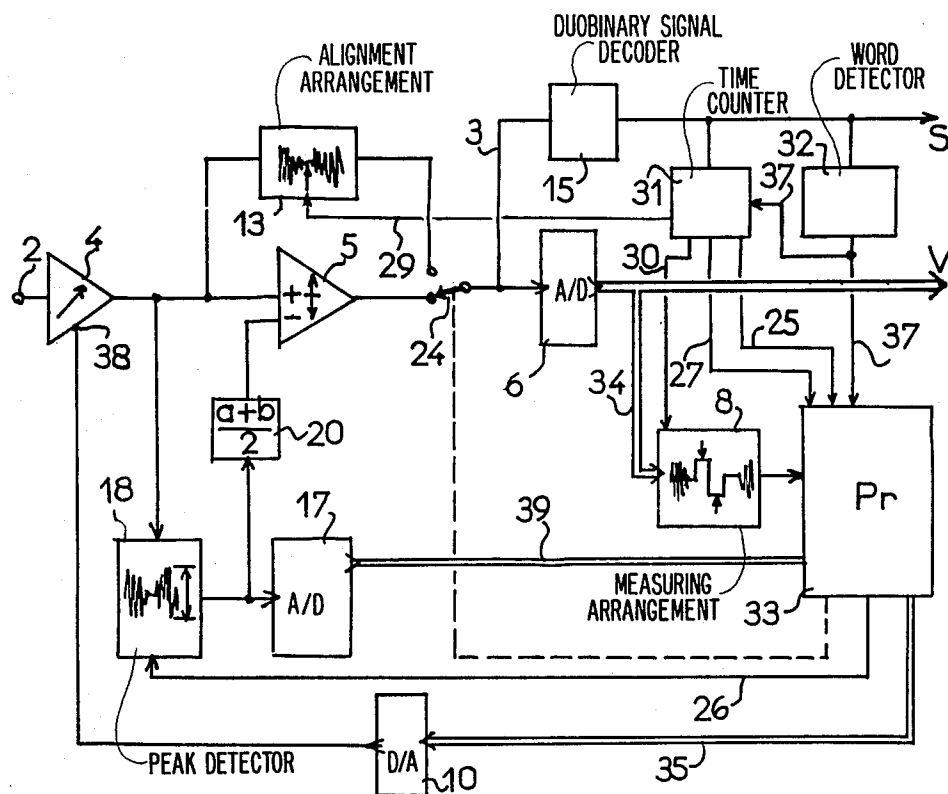 DUOBINARY SIGNAL
DECODER
ALIGNMENT
ARRANGEMENT
TIME
COUNTER
WORD
DETECTOR
3
S
32
31
37
15
13
29
4
2
5
30
V
+
−
A/D
24
38
6
27
25
37
34
8
a+b
2
20
Pr
18
17
39
A/D
MEASURING
ARRANGEMENT
33
26
PEAK DETECTOR
D/A
10
35